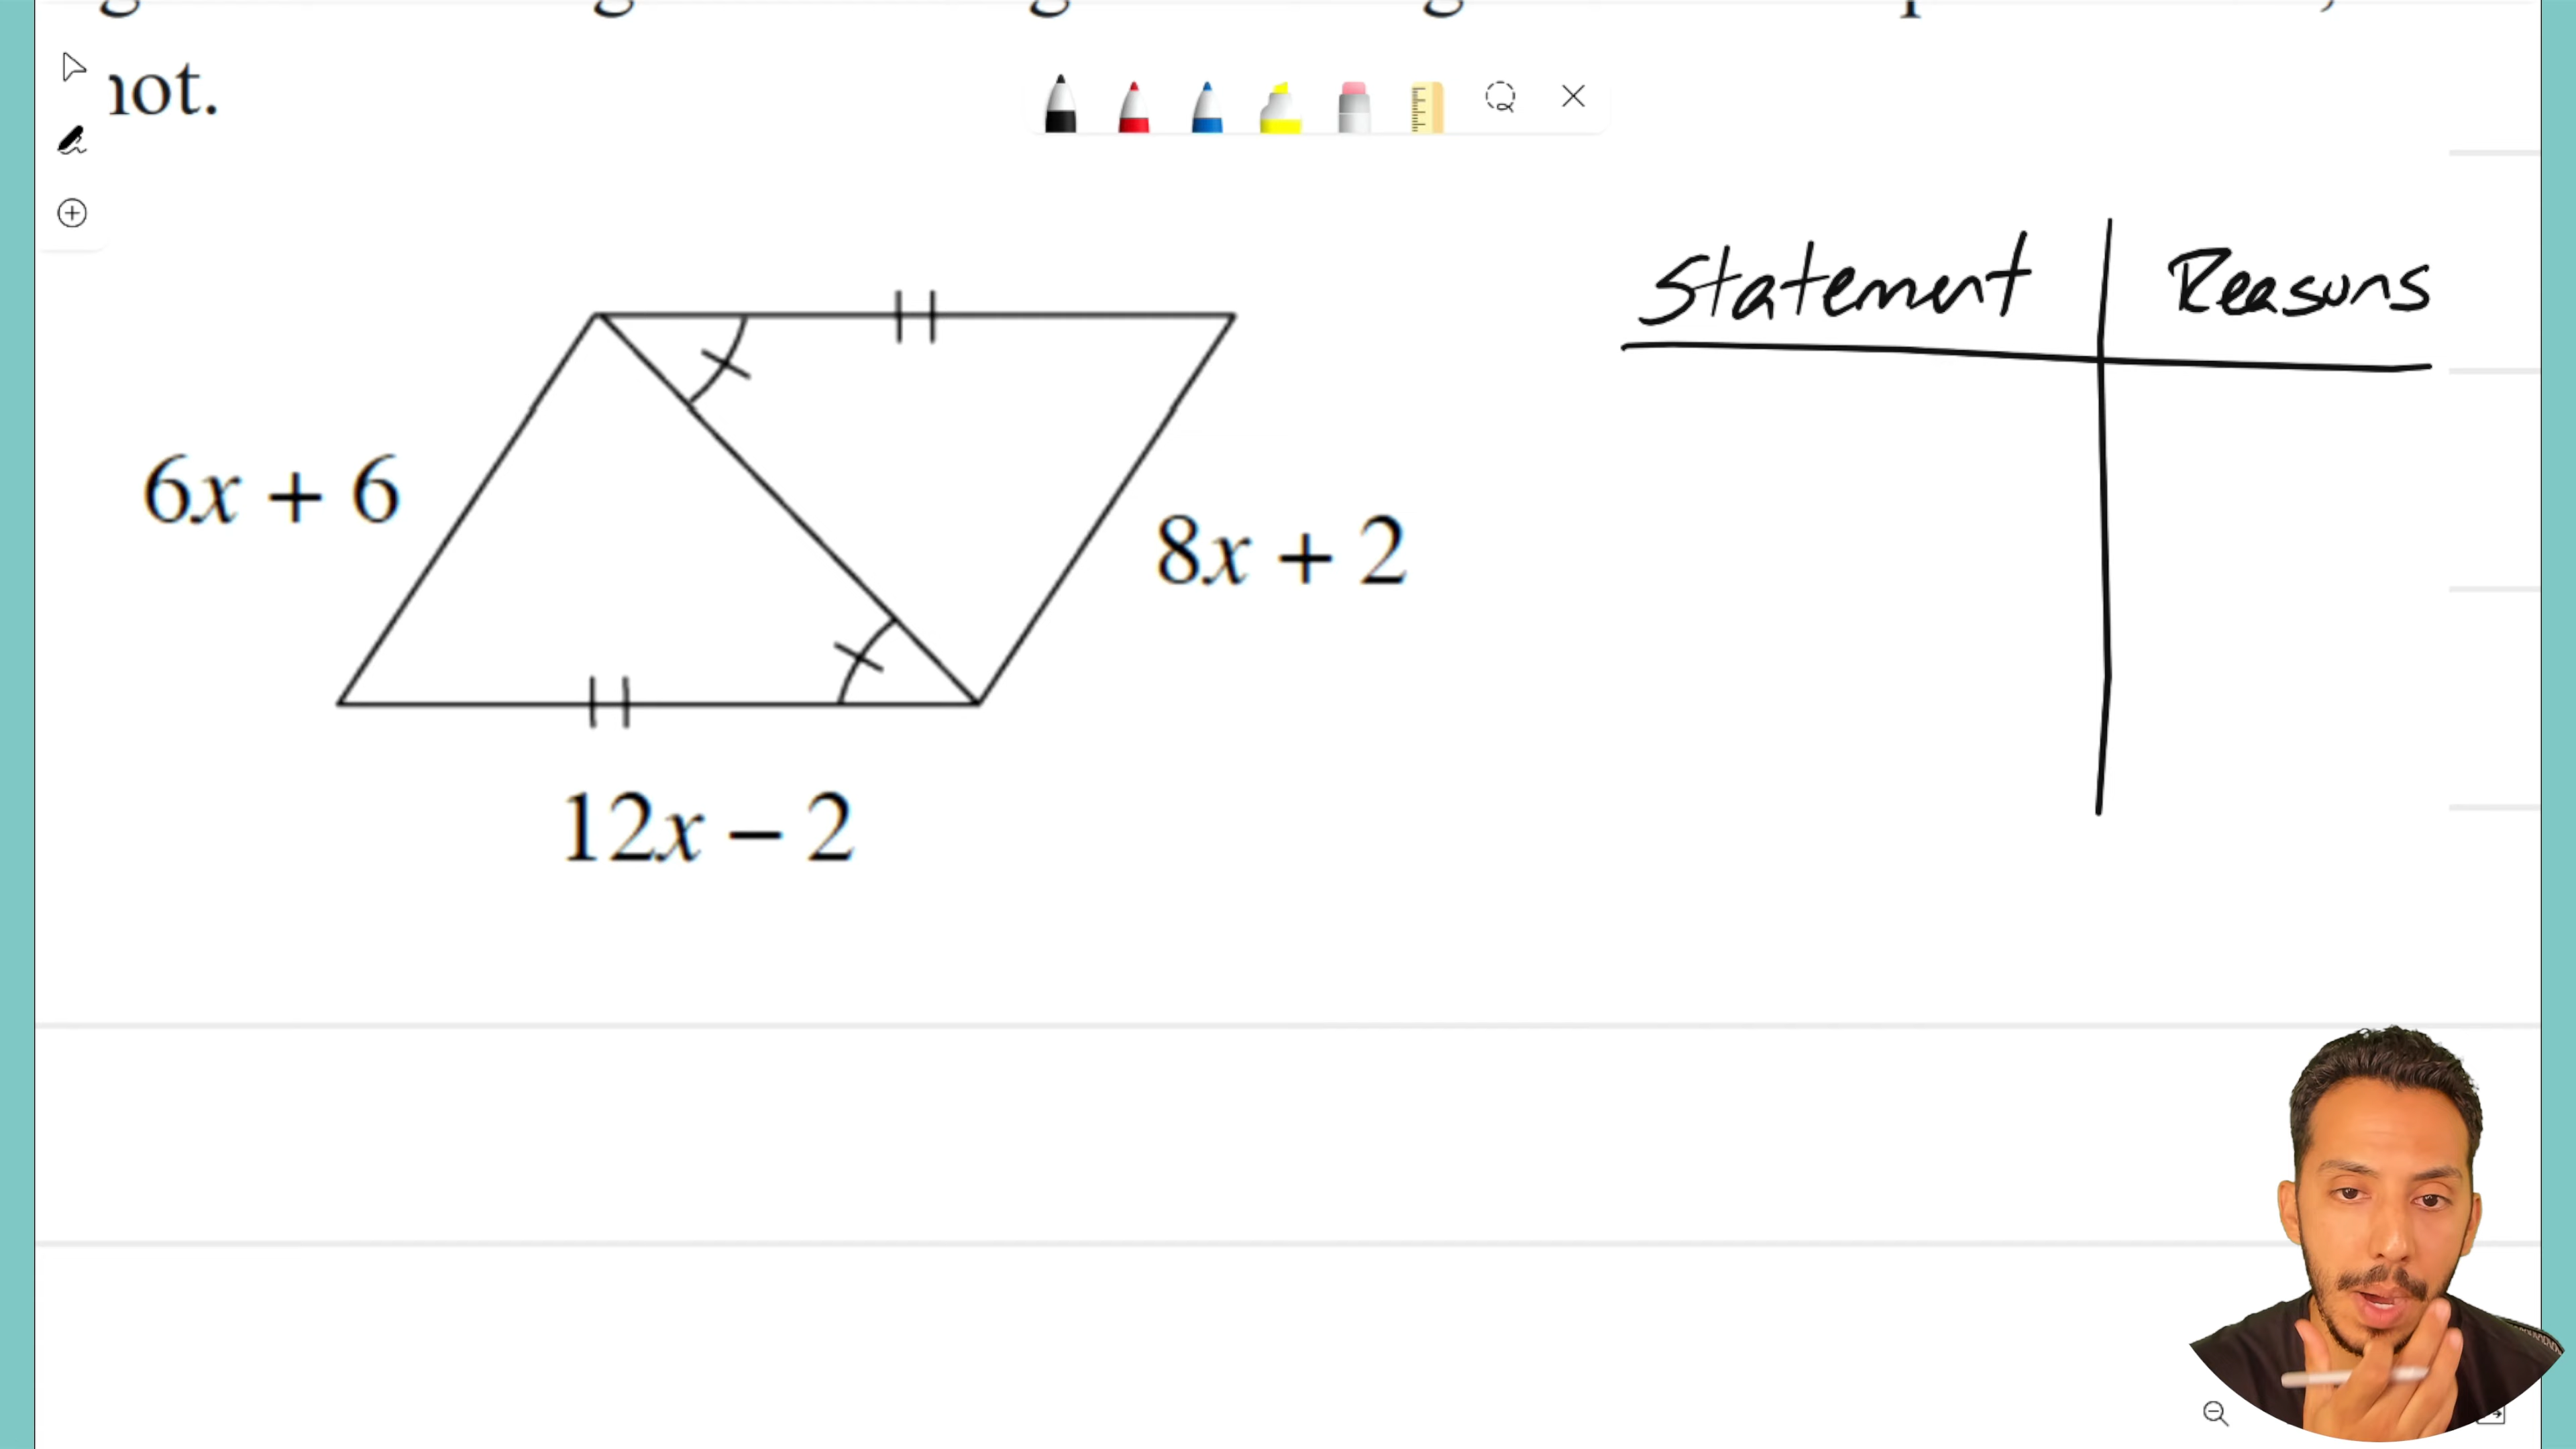 not.
Statement Reasons
6x + 6
8x + 2
12x − 2